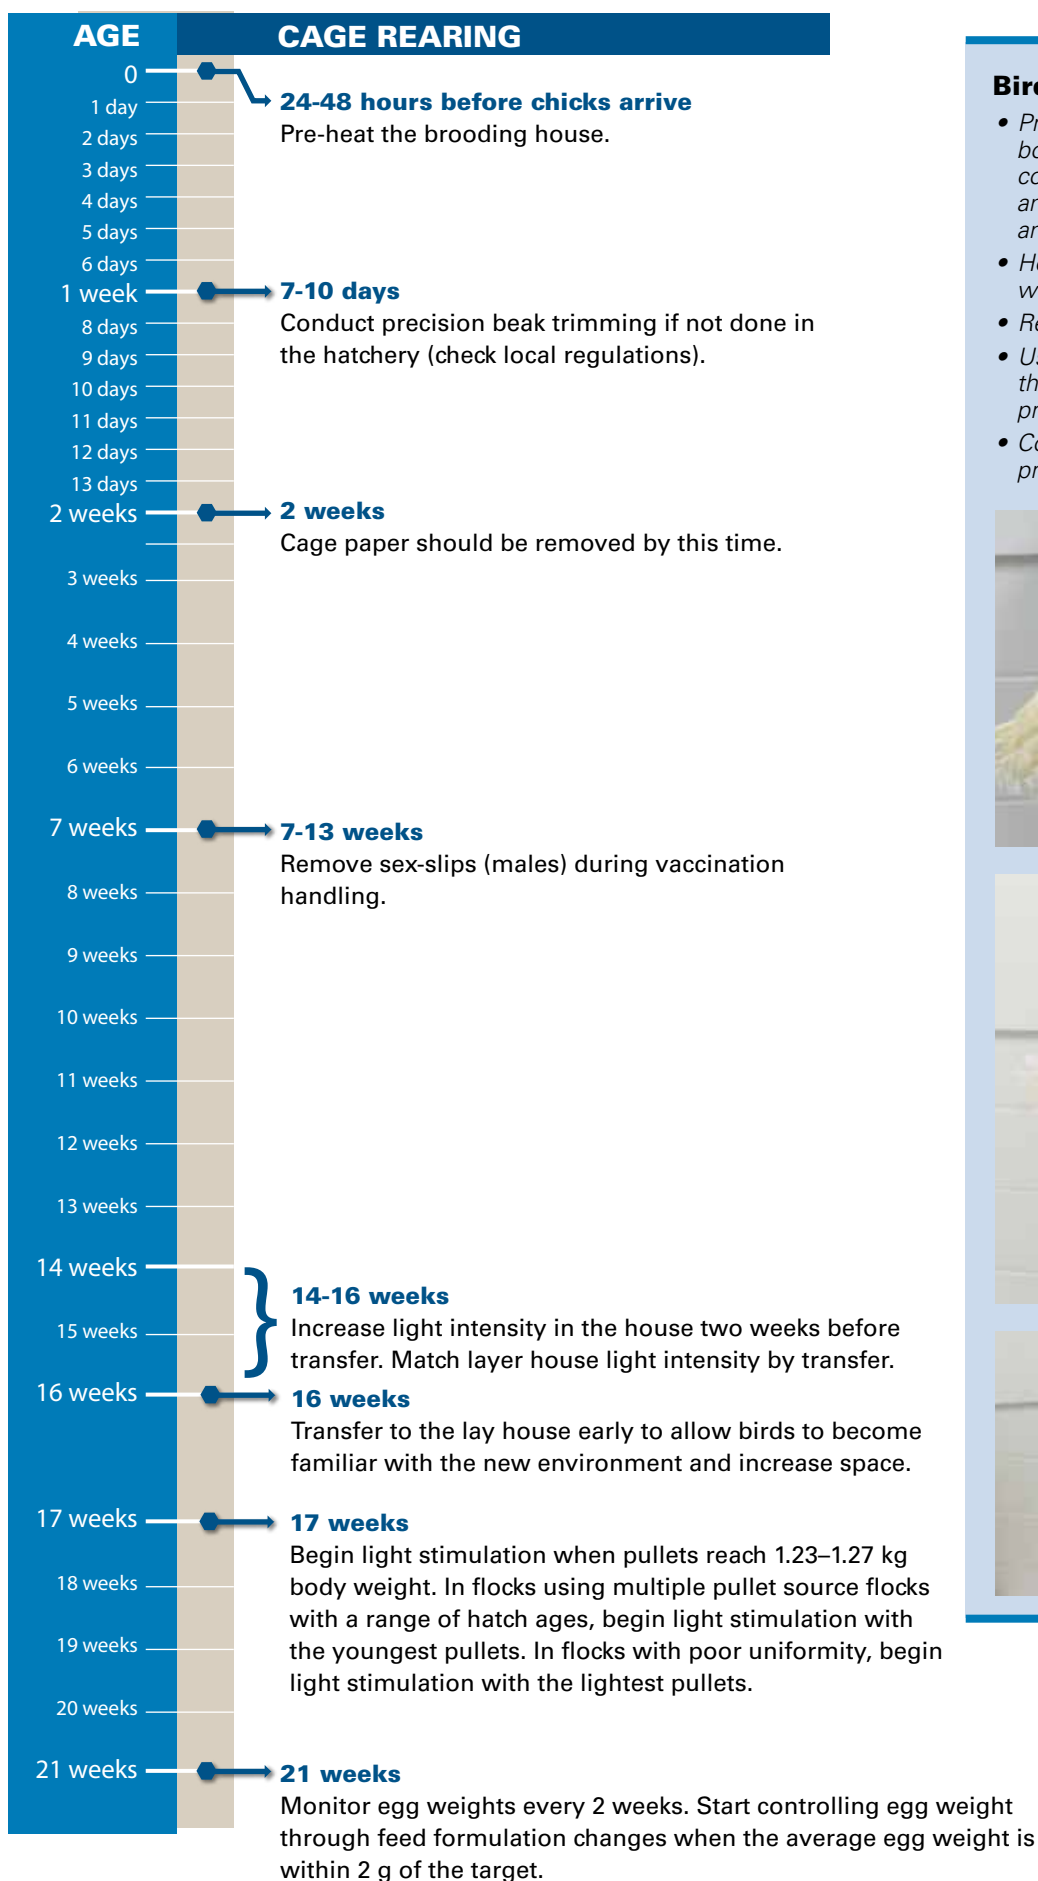 AGE
CAGE REARING
0
1 day
2 days
3 days
4 days
5 days
6 days
1 week
8 days
9 days
10 days
11 days
12 days
13 days
2 weeks
3 weeks
4 weeks
5 weeks
6 weeks
7 weeks
8 weeks
9 weeks
10 weeks
11 weeks
12 weeks
13 weeks
14 weeks
15 weeks
16 weeks
17 weeks
18 weeks
19 weeks
20 weeks
21 weeks
24-48 hours before chicks arrive
Pre-heat the brooding house.
7-10 days
Conduct precision beak trimming if not done in
the hatchery (check local regulations).
2 weeks
Cage paper should be removed by this time.
7-13 weeks
Remove sex-slips (males) during vaccination
handling.
}
14-16 weeks
Increase light intensity in the house two weeks before
transfer. Match layer house light intensity by transfer.
16 weeks
Transfer to the lay house early to allow birds to become
familiar with the new environment and increase space.
17 weeks
Begin light stimulation when pullets reach 1.23–1.27 kg
body weight. In flocks using multiple pullet source flocks
with a range of hatch ages, begin light stimulation with
the youngest pullets. In flocks with poor uniformity, begin
light stimulation with the lightest pullets.
21 weeks
Monitor egg weights every 2 weeks. Start controlling egg weight
through feed formulation changes when the average egg weight is
within 2 g of the target.